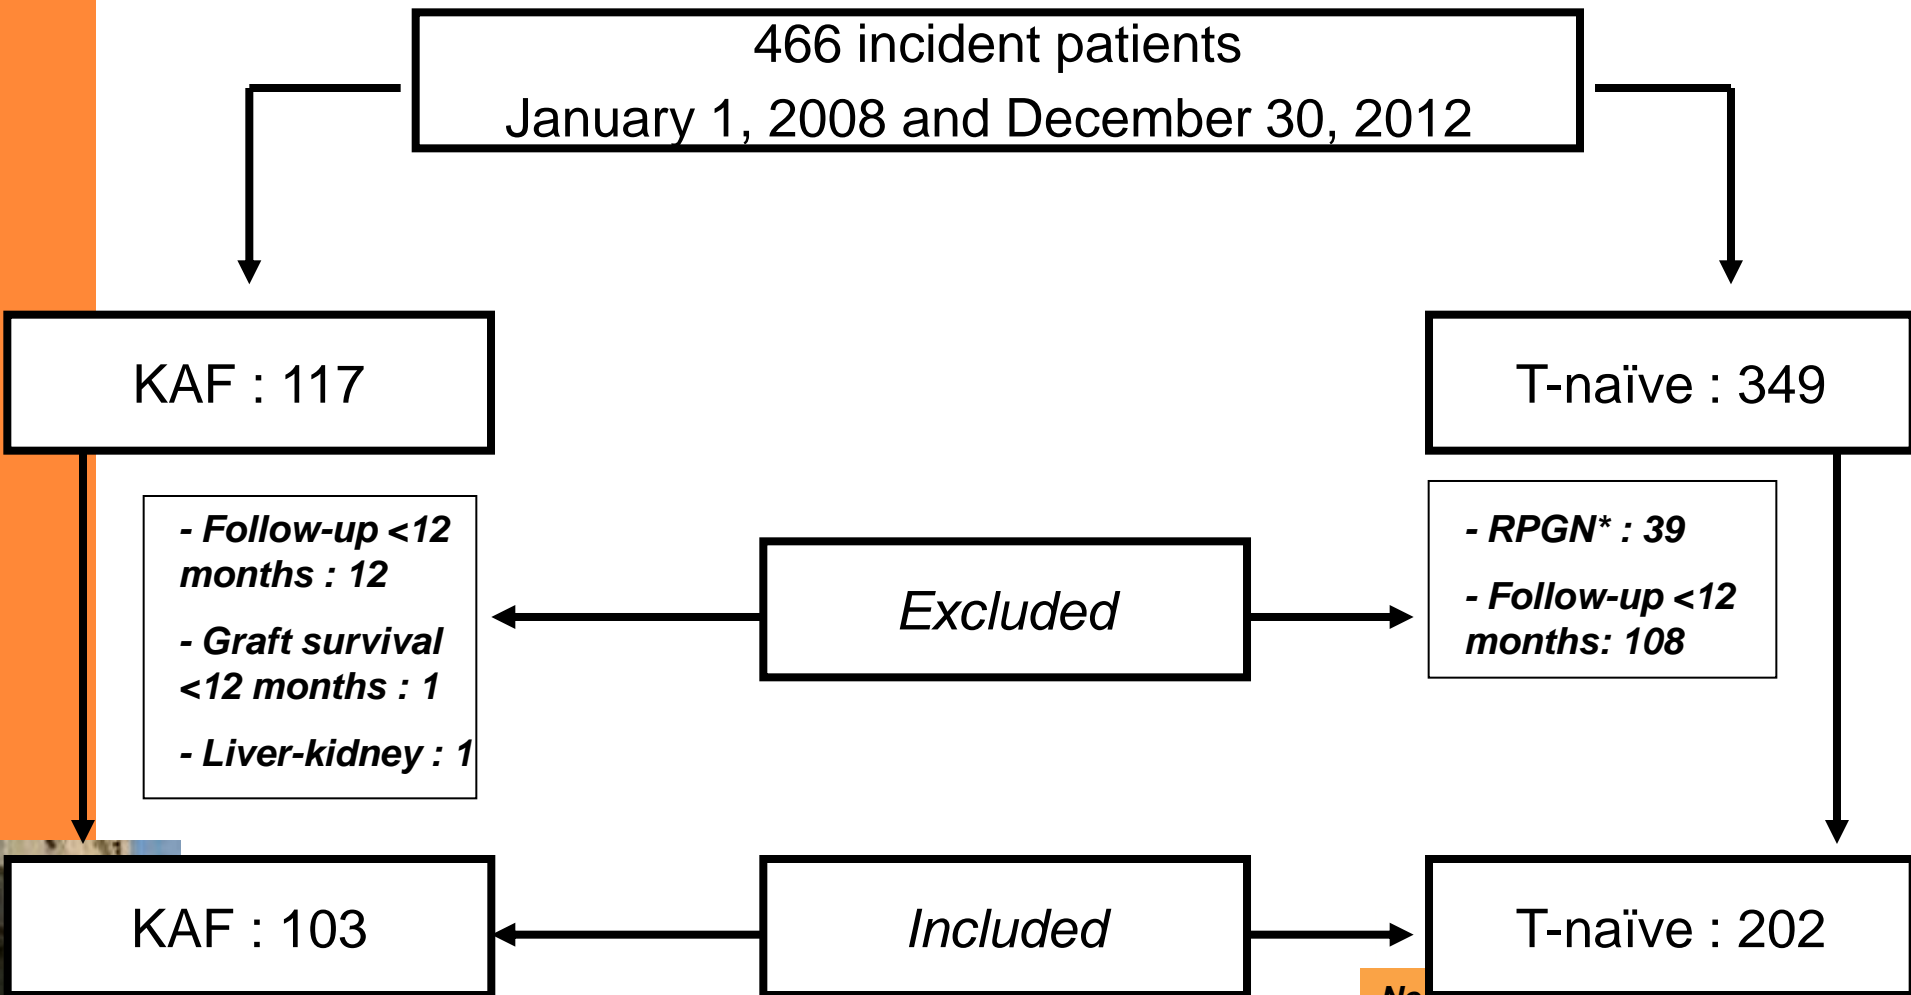 466 incident patients
January 1, 2008 and December 30, 2012
KAF : 117
T-naïve : 349
- Follow-up <12
months : 12
- Graft survival
<12 months : 1
- Liver-kidney : 1
Excluded
- RPGN* : 39
- Follow-up <12
months: 108
KAF : 103
Included
T-naïve : 202